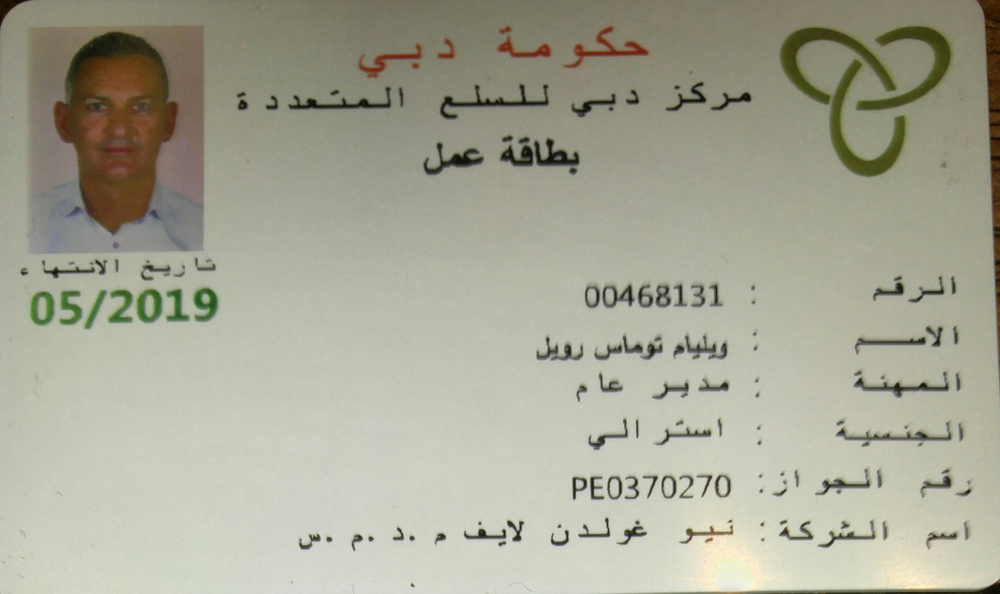 حكومة دبي
مركز دبي للسلع المتعددة
بطاقة عمل
تاريخ الانتهاء
05/2019
الرقم : 00468131
الاسم : ويليام توماس رويل
المهنة : مدير عام
الجنسية : استرالي
رقم الجواز: PE0370270
اسم الشركة: نيو غولدن لايف م .د .م .س